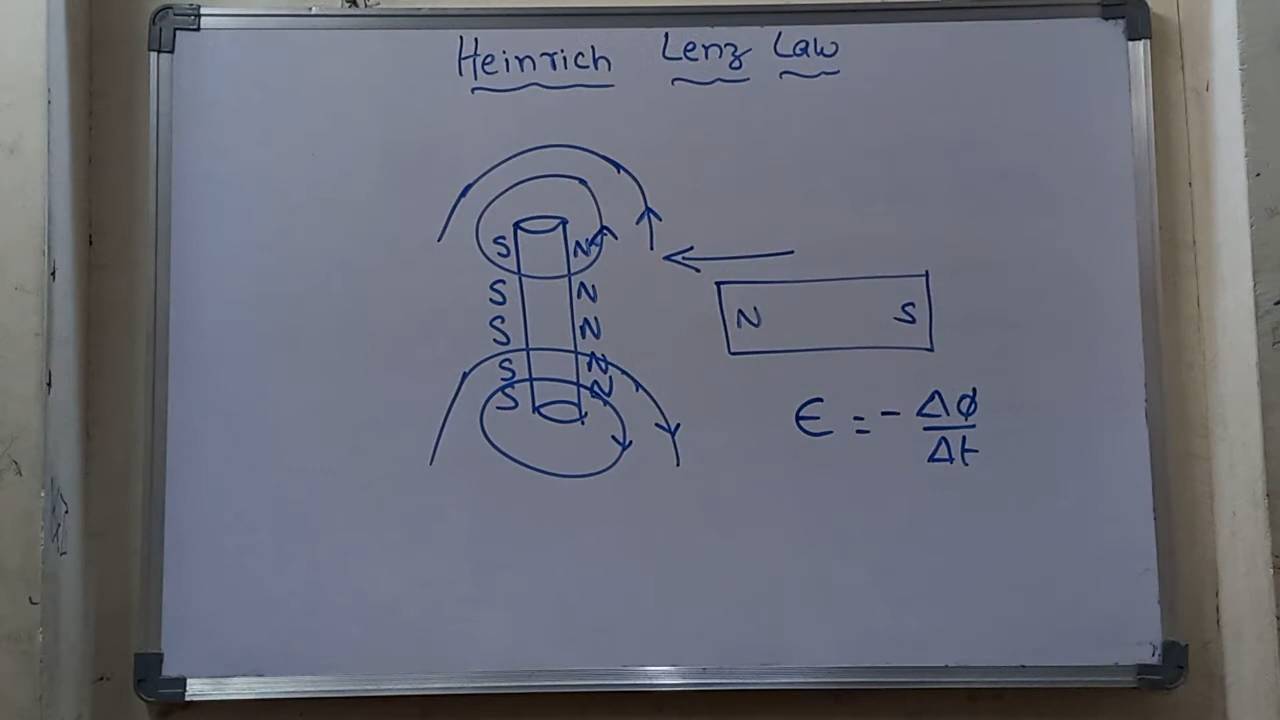 Heinrich Lenz Law
S N
S N
S N
S N
S N
N S
ϵ = - Δϕ/Δt